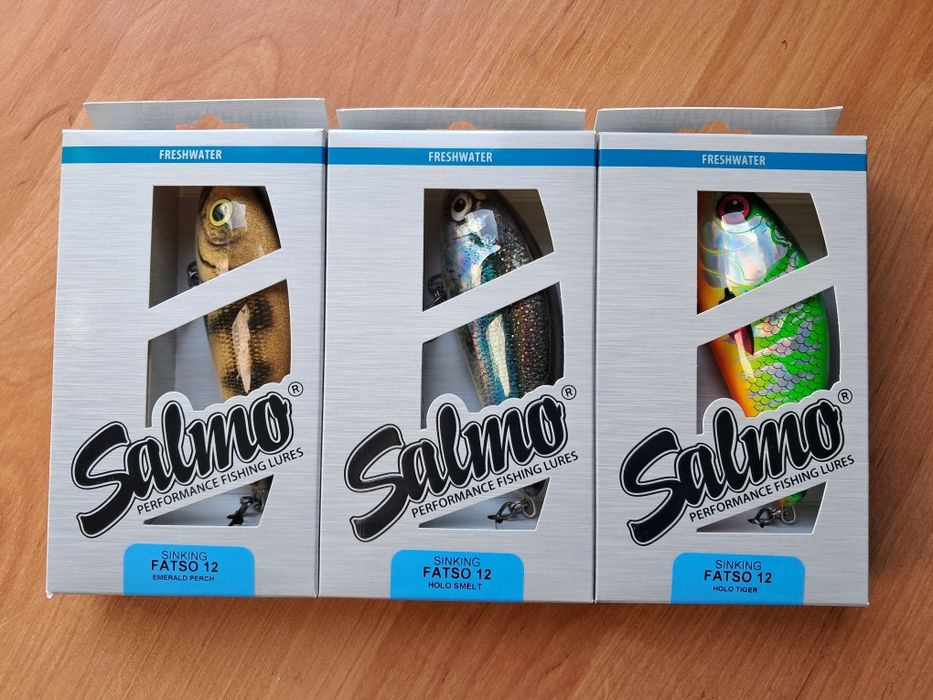 FRESHWATER
Salmo®
PERFORMANCE FISHING LURES
SINKING
FATSO 12
EMERALD PERCH
FRESHWATER
Salmo®
PERFORMANCE FISHING LURES
SINKING
FATSO 12
HOLO SMELT
FRESHWATER
Salmo®
PERFORMANCE FISHING LURES
SINKING
FATSO 12
HOLO TIGER